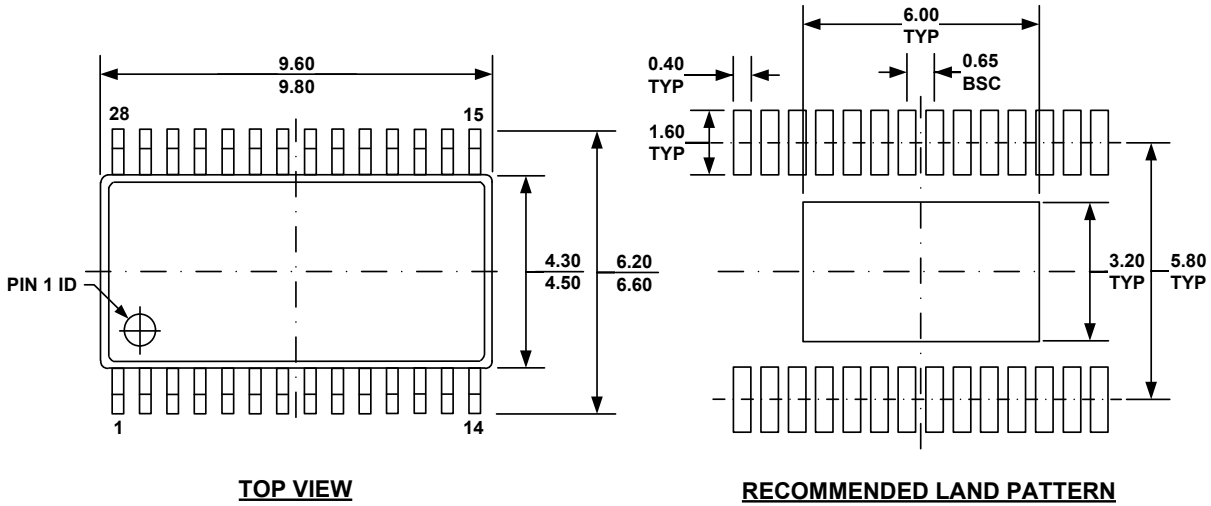 9.60
9.80
28
15
PIN 1 ID
4.30
4.50
6.20
6.60
1
14
TOP VIEW
6.00
TYP
0.40
TYP
0.65
BSC
1.60
TYP
3.20
TYP
5.80
TYP
RECOMMENDED LAND PATTERN